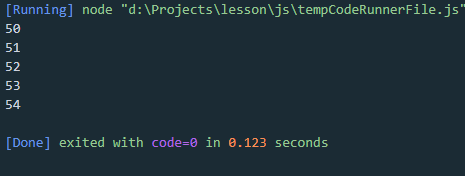 [Running] node "d:\Projects\lesson\js\tempCodeRunnerFile.js"
50
51
52
53
54
[Done] exited with code=0 in 0.123 seconds